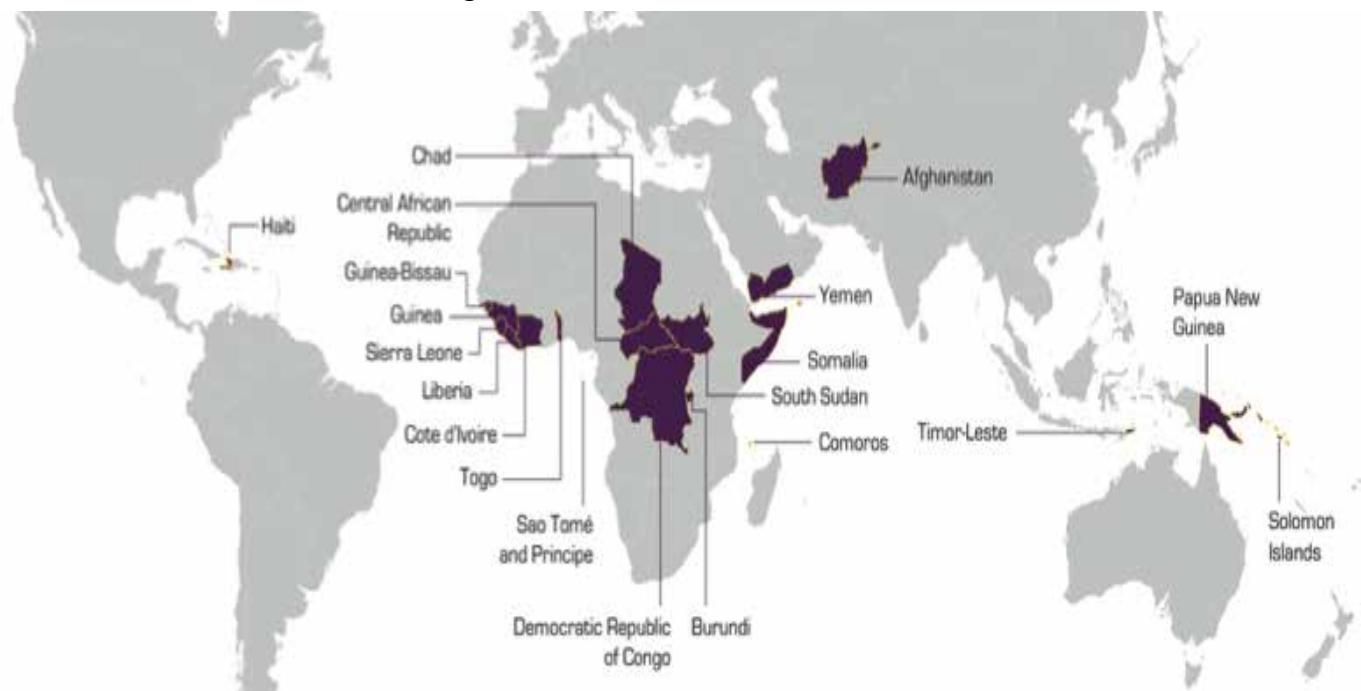 Chad
Central African
Republic
Haiti
Guinea-Bissau
Guinea
Sierra Leone
Liberia
Cote d'Ivoire
Togo
Sao Tomé
and Principe
Democratic Republic
of Congo
Burundi
Afghanistan
Yemen
Somalia
South Sudan
Comoros
Timor-Leste
Papua New
Guinea
Solomon
Islands